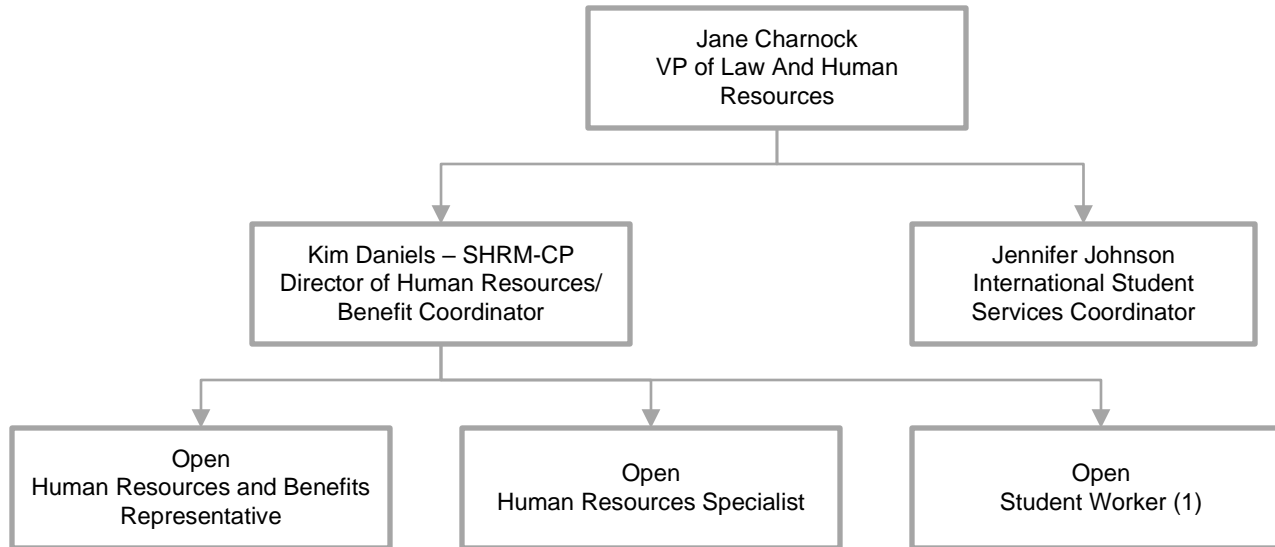 Jane Charnock
VP of Law And Human
Resources
Kim Daniels – SHRM-CP
Director of Human Resources/
Benefit Coordinator
Jennifer Johnson
International Student
Services Coordinator
Open
Human Resources and Benefits
Representative
Open
Human Resources Specialist
Open
Student Worker (1)